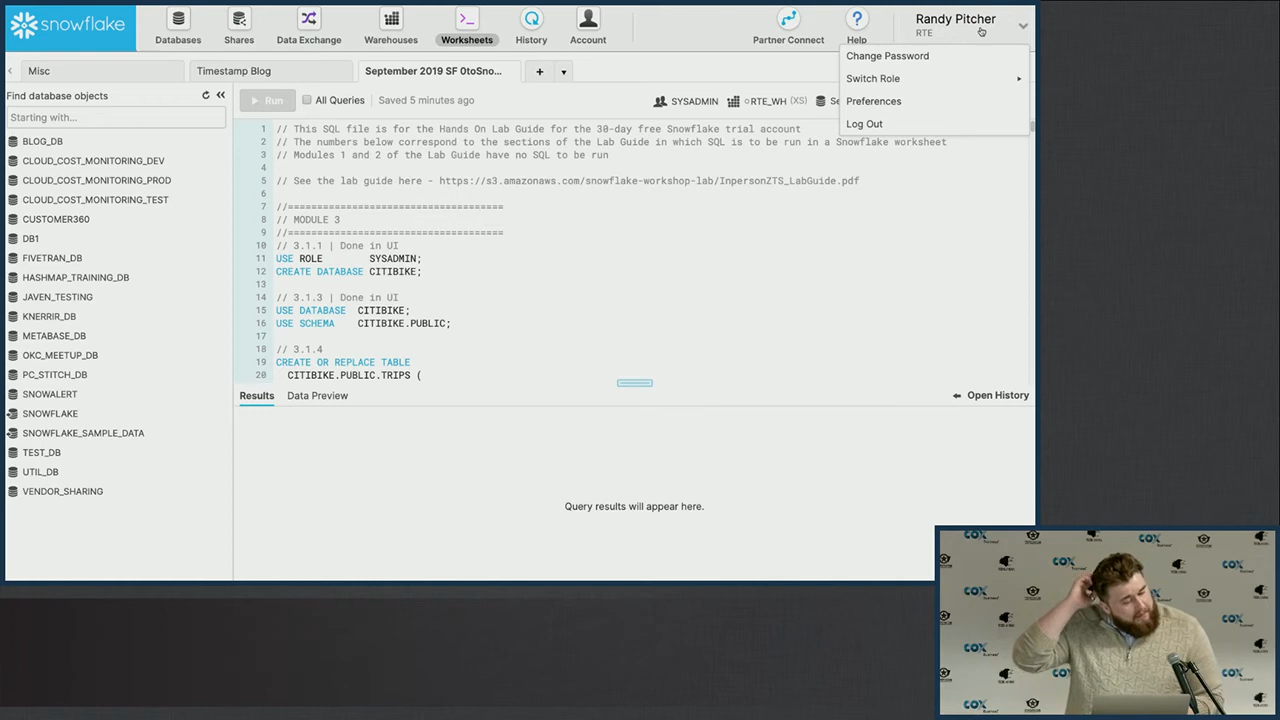 snowflake
Databases
Shares
Data Exchange
Warehouses
Worksheets
History
Account
Partner Connect
Help
Randy Pitcher
RTE
Change Password
Switch Role
Preferences
Log Out
Misc
Timestamp Blog
September 2019 SF 0toSno...
Find database objects
Starting with...
BLOG_DB
CLOUD_COST_MONITORING_DEV
CLOUD_COST_MONITORING_PROD
CLOUD_COST_MONITORING_TEST
CUSTOMER360
DB1
FIVETRAN_DB
HASHMAP_TRAINING_DB
JAVEN_TESTING
KNERRIR_DB
METABASE_DB
OKC_MEETUP_DB
PC_STITCH_DB
SNOWALERT
SNOWFLAKE
SNOWFLAKE_SAMPLE_DATA
TEST_DB
UTIL_DB
VENDOR_SHARING
Run All Queries Saved 5 minutes ago SYSADMIN RTE_WH (XS) Se
1 // This SQL file is for the Hands On Lab Guide for the 30-day free Snowflake trial account
2 // The numbers below correspond to the sections of the Lab Guide in which SQL is to be run in a Snowflake worksheet
3 // Modules 1 and 2 of the Lab Guide have no SQL to be run
4
5 // See the lab guide here - https://s3.amazonaws.com/snowflake-workshop-lab/InpersonZTS_LabGuide.pdf
6
7 //===================================
8 // MODULE 3
9 //===================================
10 // 3.1.1 | Done in UI
11 USE ROLE SYSADMIN;
12 CREATE DATABASE CITIBIKE;
13
14 // 3.1.3 | Done in UI
15 USE DATABASE CITIBIKE;
16 USE SCHEMA CITIBIKE.PUBLIC;
17
18 // 3.1.4
19 CREATE OR REPLACE TABLE
20 CITIBIKE.PUBLIC.TRIPS (
Results
Data Preview
Open History
Query results will appear here.
COX
COX
COX
COX
COX
COX
COX